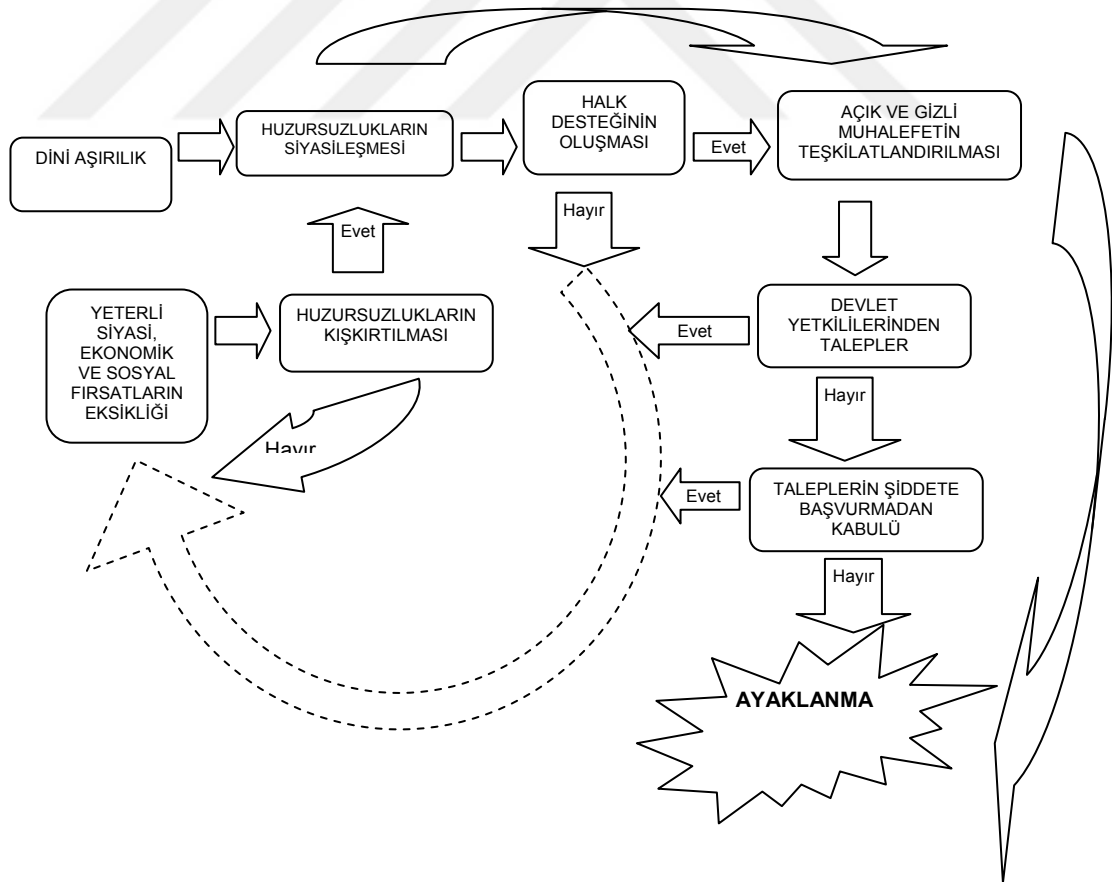 DİNİ AŞIRILIK
HUZURSUZLUKLARIN
SİYASİLEŞMESİ
HALK
DESTEĞİNİN
OLUŞMASI
Evet
AÇIK VE GİZLİ
MUHALEFETİN
TEŞKİLATLANDIRILMASI
Evet
Hayır
YETERLİ
SİYASİ,
EKONOMİK
VE SOSYAL
FIRSATLARIN
EKSİKLİĞİ
HUZURSUZLUKLARIN
KIŞKIRTILMASI
Evet
DEVLET
YETKİLİLERİNDEN
TALEPLER
Hayır
Hayır
Evet
TALEPLERİN ŞİDDETE
BAŞVURMADAN
KABULÜ
Hayır
AYAKLANMA